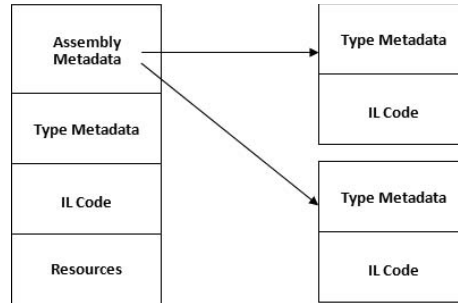 Assembly
Metadata
Type Metadata
IL Code
Resources
Type Metadata
IL Code
Type Metadata
IL Code